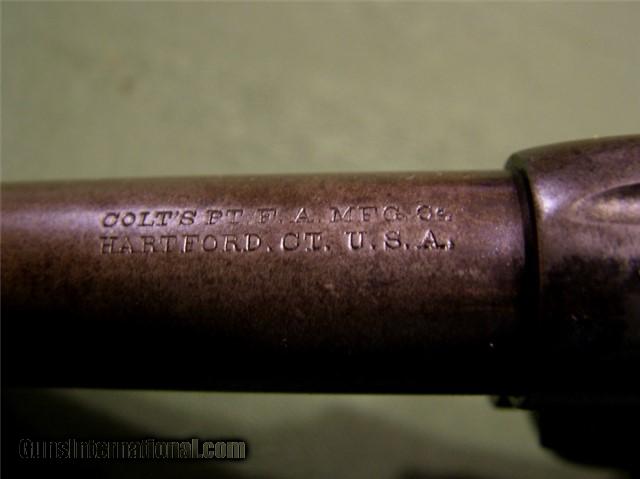 COLT'S PT. F. A. MFG. Co.
HARTFORD. CT. U. S. A.
GunsInternational.com